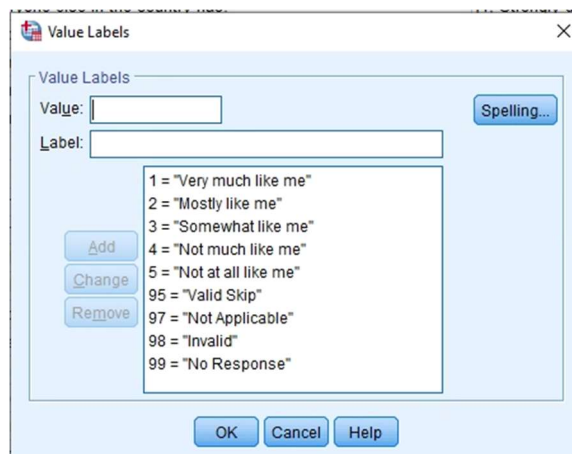 Value Labels
Value Labels
Value:
Spelling...
Label:
1 = "Very much like me"
2 = "Mostly like me"
3 = "Somewhat like me"
4 = "Not much like me"
5 = "Not at all like me"
95 = "Valid Skip"
97 = "Not Applicable"
98 = "Invalid"
99 = "No Response"
Add
Change
Remove
OK Cancel Help